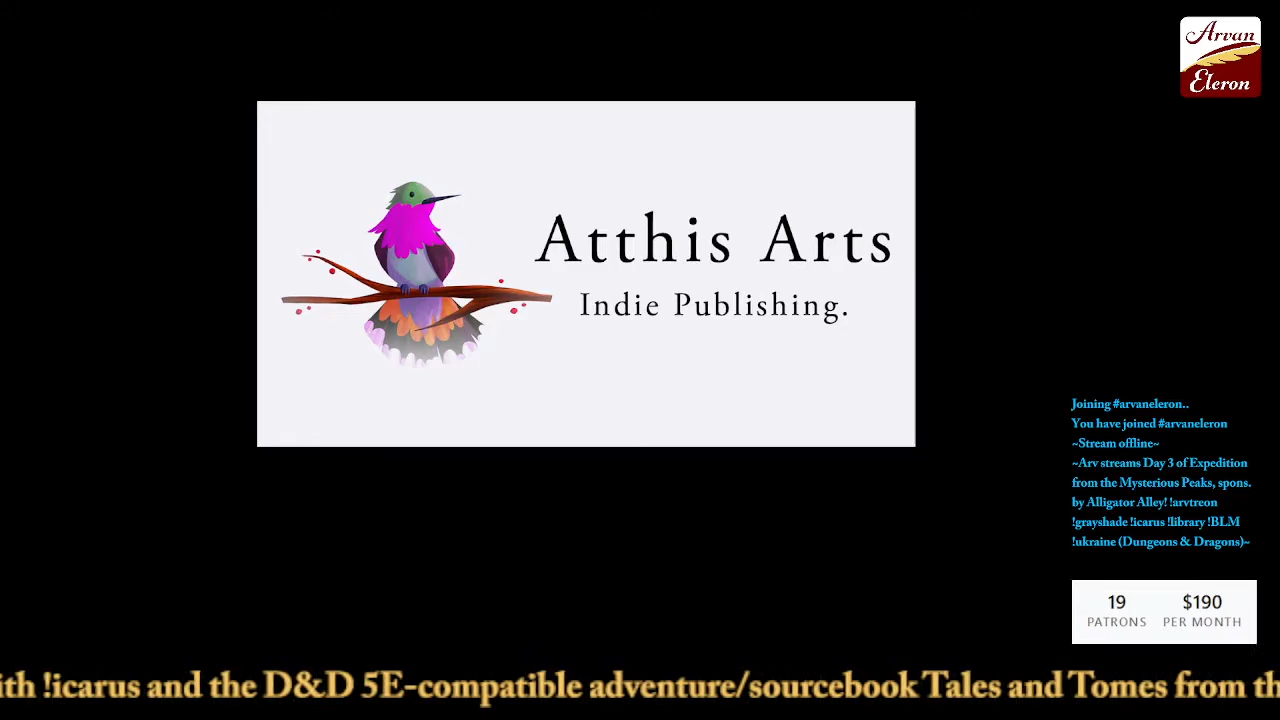 Arvan
Eleron
Atthis Arts
Indie Publishing.
Joining #arvaneleron..
You have joined #arvaneleron
~Stream offline~
~Arv streams Day 3 of Expedition
from the Mysterious Peaks, spons.
by Alligator Alley! !arvtreon
!grayshade !icarus !library !BLM
!ukraine (Dungeons & Dragons)~
19 $190
PATRONS PER MONTH
ith !icarus and the D&D 5E-compatible adventure/sourcebook Tales and Tomes from th